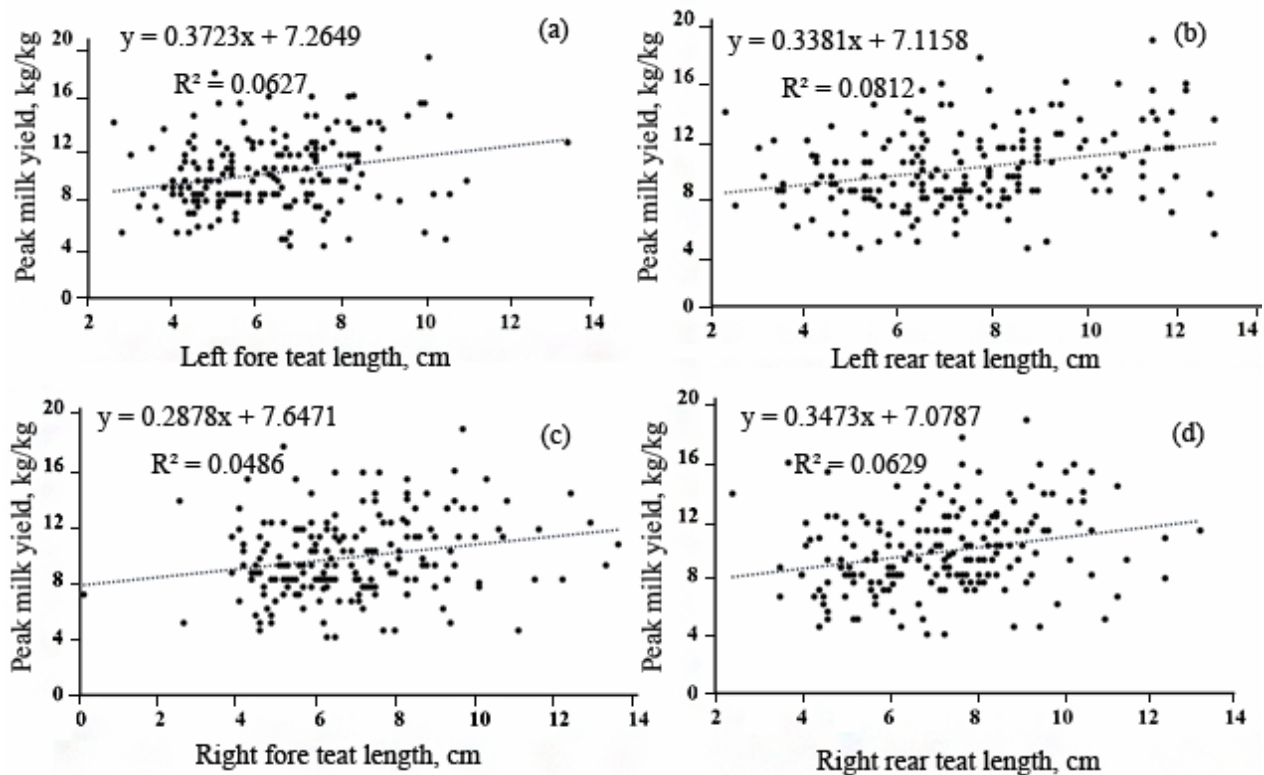 y = 0.3723x + 7.2649
(a)
R² = 0.0627
Peak milk yield, kg/kg
20
16
12
8
4
0
2 4 6 8 10 12 14
Left fore teat length, cm
y = 0.3381x + 7.1158
(b)
R² = 0.0812
Peak milk yield, kg/kg
20
16
12
8
4
0
2 4 6 8 10 12 14
Left rear teat length, cm
y = 0.2878x + 7.6471
(c)
R² = 0.0486
Peak milk yield, kg/kg
20
16
12
8
4
0
0 4 6 8 10 12 14
Right fore teat length, cm
y = 0.3473x + 7.0787
(d)
R² = 0.0629
Peak milk yield, kg/kg
20
16
12
8
4
0
2 4 6 8 10 12 14
Right rear teat length, cm